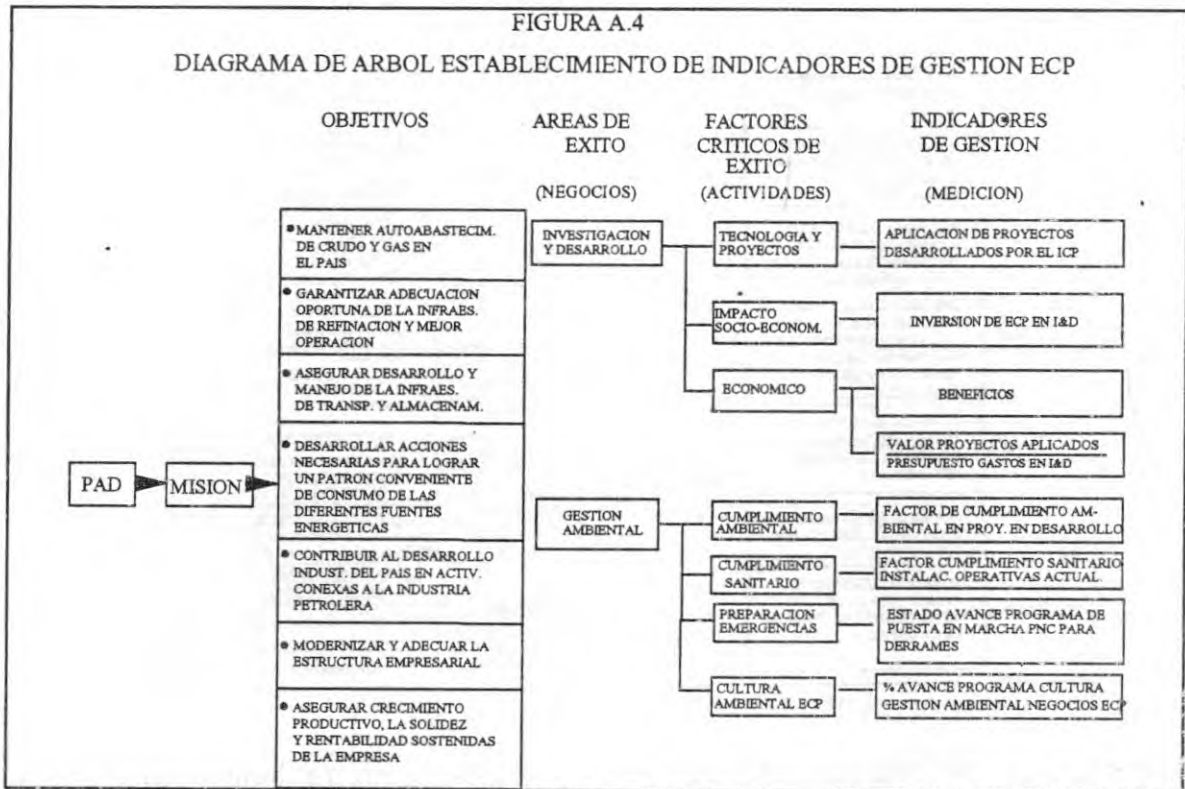 FIGURA A.4
DIAGRAMA DE ARBOL ESTABLECIMIENTO DE INDICADORES DE GESTION ECP
OBJETIVOS
AREAS DE
EXITO
(NEGOCIOS)
FACTORES
CRITICOS DE
EXITO
(ACTIVIDADES)
INDICADORES
DE GESTION
(MEDICION)
PAD
MISION
• MANTENER AUTOABASTECIM.
DE CRUDO Y GAS EN
EL PAIS
• GARANTIZAR ADECUACION
OPORTUNA DE LA INFRAES.
DE REFINACION Y MEJOR
OPERACION
• ASEGURAR DESARROLLO Y
MANEJO DE LA INFRAES.
DE TRANSP. Y ALMACENAM.
• DESARROLLAR ACCIONES
NECESARIAS PARA LOGRAR
UN PATRON CONVENIENTE
DE CONSUMO DE LAS
DIFERENTES FUENTES
ENERGETICAS
• CONTRIBUIR AL DESARROLLO
INDUST. DEL PAIS EN ACTIV.
CONEXAS A LA INDUSTRIA
PETROLERA
• MODERNIZAR Y ADECUAR LA
ESTRUCTURA EMPRESARIAL
• ASEGURAR CRECIMIENTO
PRODUCTIVO, LA SOLIDEZ
Y RENTABILIDAD SOSTENIDAS
DE LA EMPRESA
INVESTIGACION
Y DESARROLLO
TECNOLOGIA Y
PROYECTOS
APLICACION DE PROYECTOS
DESARROLLADOS POR EL ICP
IMPACTO
SOCIO-ECONOM.
INVERSION DE ECP EN I&D
ECONOMICO
BENEFICIOS
VALOR PROYECTOS APLICADOS
PRESUPUESTO GASTOS EN I&D
GESTION
AMBIENTAL
CUMPLIMIENTO
AMBIENTAL
FACTOR DE CUMPLIMIENTO AM-
BIENTAL EN PROY. EN DESARROLLO
CUMPLIMIENTO
SANITARIO
FACTOR CUMPLIMIENTO SANITARIO
INSTALAC. OPERATIVAS ACTUAL.
PREPARACION
EMERGENCIAS
ESTADO AVANCE PROGRAMA DE
PUESTA EN MARCHA PNC PARA
DERRAMES
CULTURA
AMBIENTAL ECP
% AVANCE PROGRAMA CULTURA
GESTION AMBIENTAL NEGOCIOS ECP